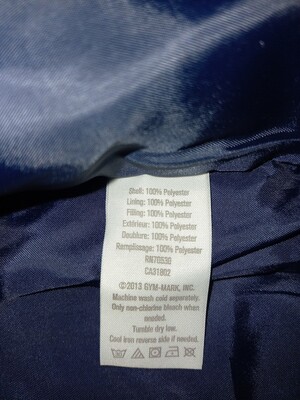 Shell: 100% Polyester
Lining: 100% Polyester
Filling: 100% Polyester
Extérieur: 100% Polyester
Doublure: 100% Polyester
Remplissage: 100% Polyester
RN70530
CA31802
©2013 GYM-MARK, INC.
Machine wash cold separately.
Only non-chlorine bleach when
needed.
Tumble dry low.
Cool iron reverse side if needed.